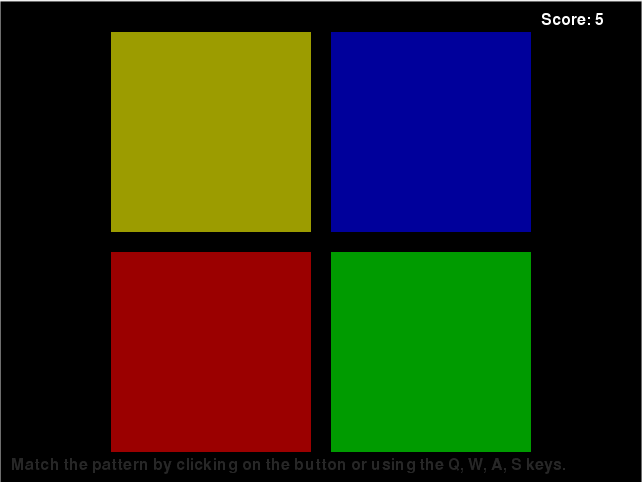 Score: 5
Match the pattern by clicking on the button or using the Q, W, A, S keys.